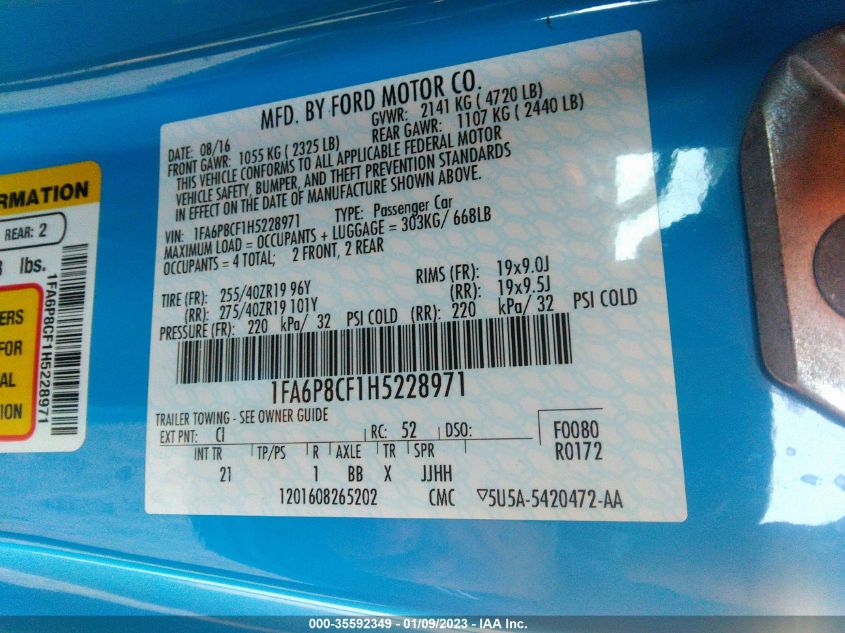 MFD. BY FORD MOTOR CO.
DATE: 08/16 GVWR: 2141 KG ( 4720 LB)
FRONT GAWR: 1055 KG ( 2325 LB) REAR GAWR: 1107 KG ( 2440 LB)
THIS VEHICLE CONFORMS TO ALL APPLICABLE FEDERAL MOTOR
VEHICLE SAFETY, BUMPER, AND THEFT PREVENTION STANDARDS
IN EFFECT ON THE DATE OF MANUFACTURE SHOWN ABOVE.
VIN: 1FA6P8CF1H5228971 TYPE: Passenger Car
MAXIMUM LOAD = OCCUPANTS + LUGGAGE = 303KG/ 668LB
OCCUPANTS = 4 TOTAL; 2 FRONT, 2 REAR
TIRE (FR): 255/40ZR19 96Y RIMS (FR): 19x9.0J
(RR): 275/40ZR19 101Y (RR): 19x9.5J
PRESSURE (FR): 220 kPa/ 32 PSI COLD (RR): 220 kPa/ 32 PSI COLD
1FA6P8CF1H5228971
TRAILER TOWING - SEE OWNER GUIDE
EXT PNT: CI RC: 52 DSO: F0080
INT TR TP/PS R AXLE TR SPR R0172
21 1 BB X JJHH
1201608265202 CMC ▽5U5A-5420472-AA
RMATION
REAR: 2
lbs.
1FA6P8CF1H5228971
ERS
FOR
AL
000-35592349 - 01/09/2023 - IAA Inc.